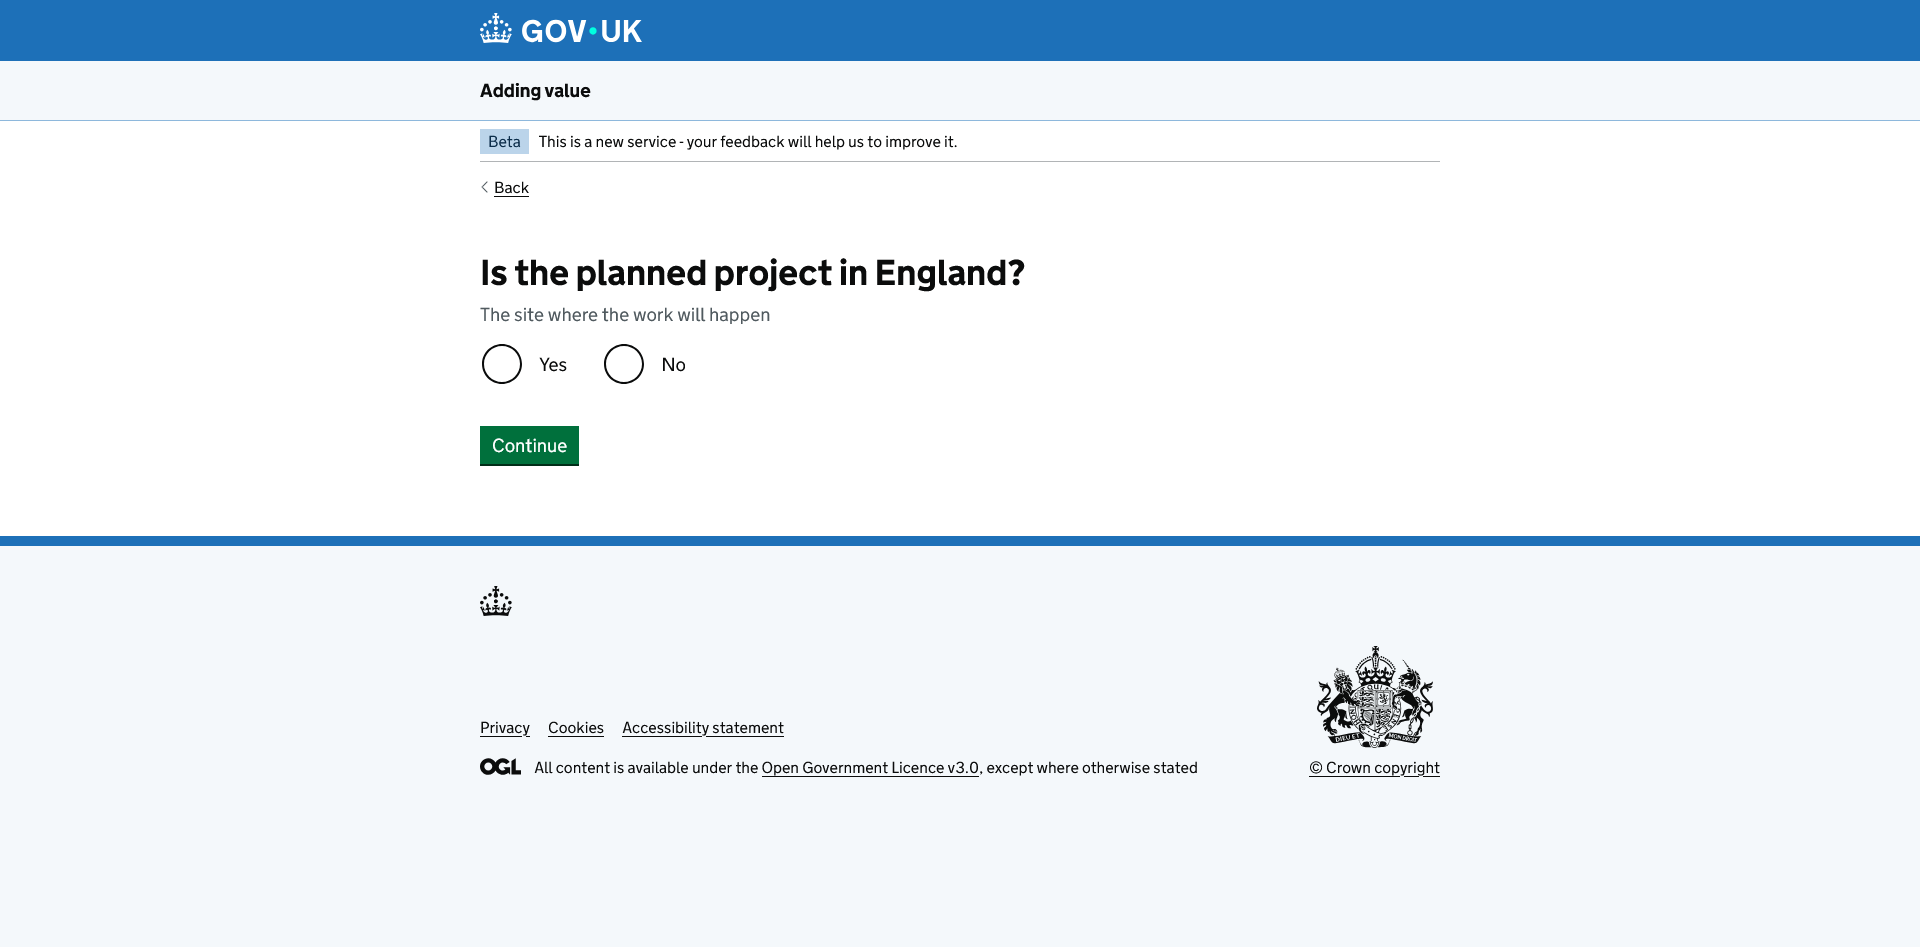 GOV·UK
Adding value
Beta This is a new service - your feedback will help us to improve it.
Back
Is the planned project in England?
The site where the work will happen
Yes No
Continue
Privacy Cookies Accessibility statement
OGL All content is available under the Open Government Licence v3.0, except where otherwise stated
© Crown copyright